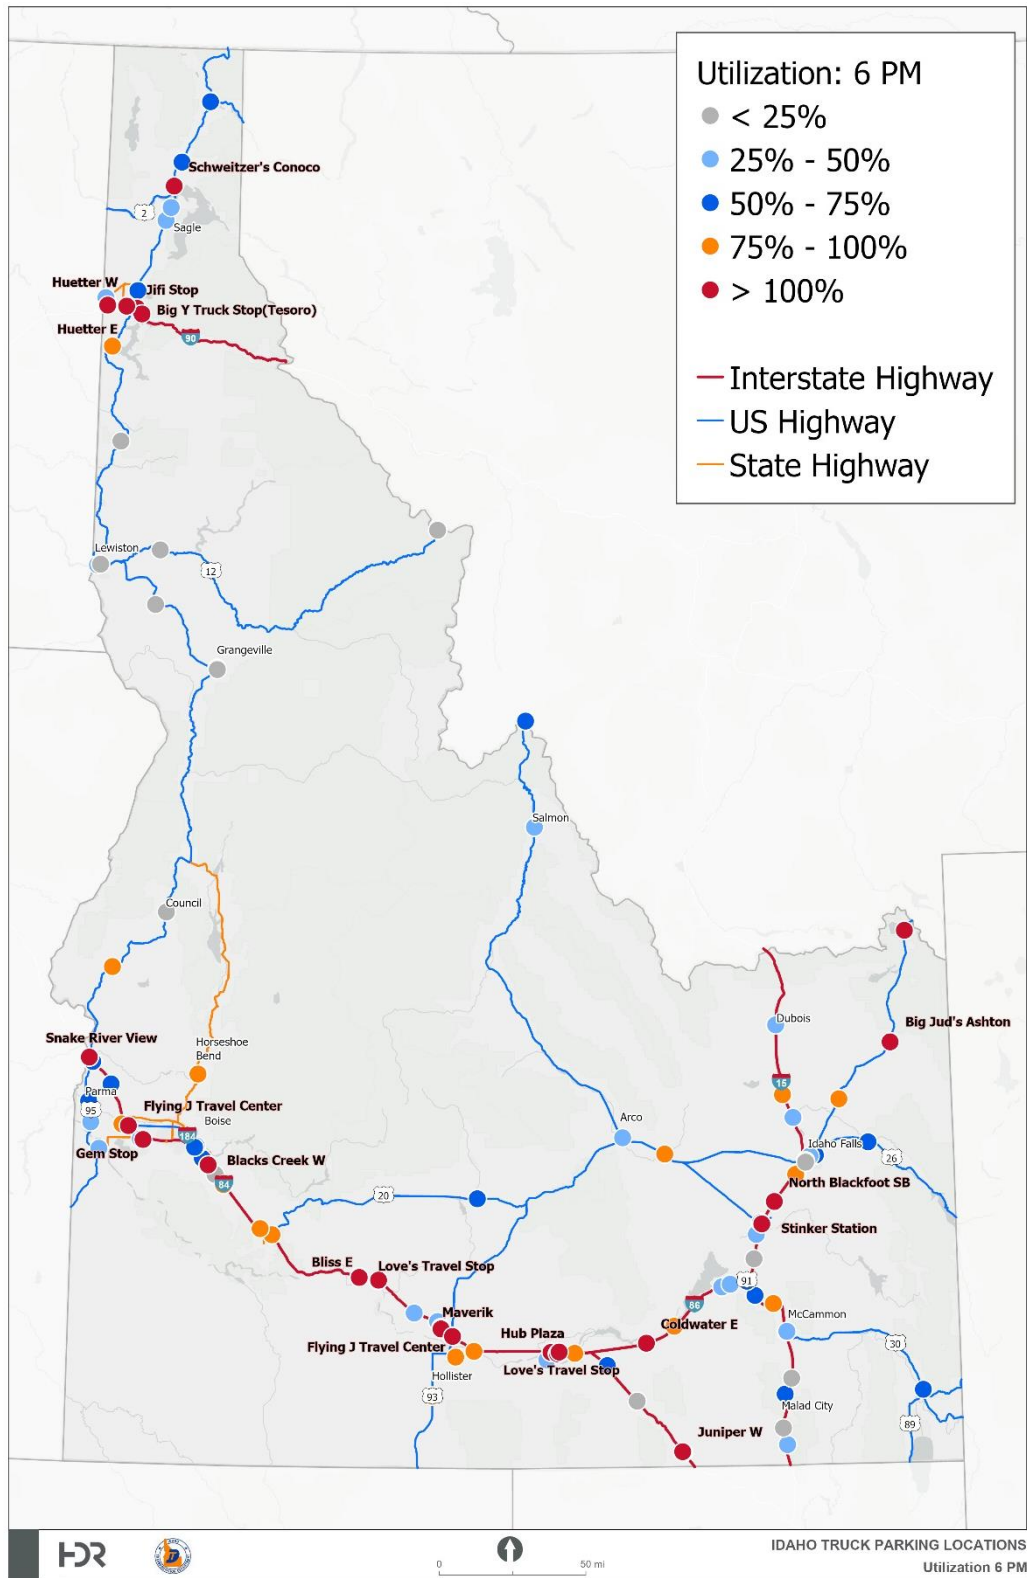 Utilization: 6 PM
< 25%
25% - 50%
50% - 75%
75% - 100%
> 100%
Interstate Highway
US Highway
State Highway
Schweitzer's Conoco
2
Sagle
Huetter W
Jifi Stop
Big Y Truck Stop(Tesoro)
Huetter E
90
Lewiston
12
Grangeville
Salmon
Council
Dubois
Big Jud's Ashton
Snake River View
Horseshoe
Bend
15
Parma
95
Flying J Travel Center
Boise
184
Gem Stop
Arco
Idaho Falls
26
Blacks Creek W
84
North Blackfoot SB
20
Stinker Station
Bliss E
Love's Travel Stop
91
86
McCammon
Maverik
Coldwater E
Hub Plaza
Flying J Travel Center
30
Love's Travel Stop
Hollister
93
Malad City
89
Juniper W
HDR
0
50 mi
IDAHO TRUCK PARKING LOCATIONS
Utilization 6 PM